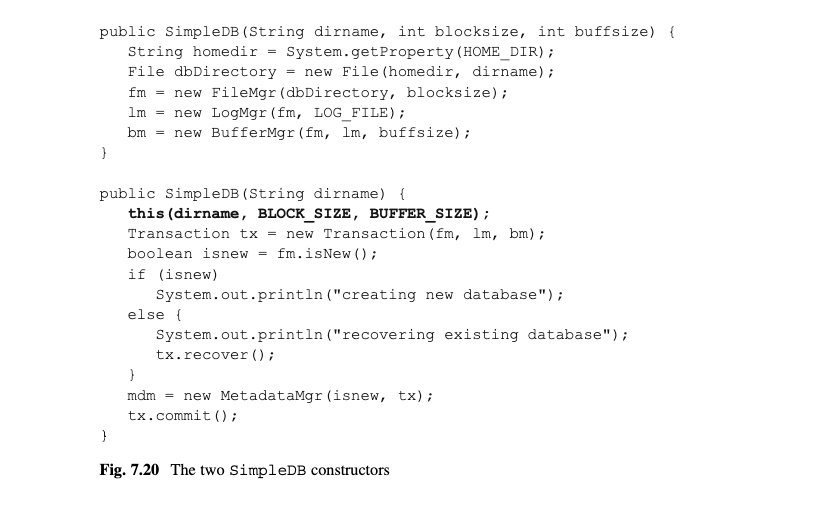 public SimpleDB(String dirname, int blocksize, int buffsize) {
   String homedir = System.getProperty(HOME_DIR);
   File dbDirectory = new File(homedir, dirname);
   fm = new FileMgr(dbDirectory, blocksize);
   lm = new LogMgr(fm, LOG_FILE);
   bm = new BufferMgr(fm, lm, buffsize);
}

public SimpleDB(String dirname) {
   this(dirname, BLOCK_SIZE, BUFFER_SIZE);
   Transaction tx = new Transaction(fm, lm, bm);
   boolean isnew = fm.isNew();
   if (isnew)
      System.out.println("creating new database");
   else {
      System.out.println("recovering existing database");
      tx.recover();
   }
   mdm = new MetadataMgr(isnew, tx);
   tx.commit();
}
Fig. 7.20 The two SimpleDB constructors